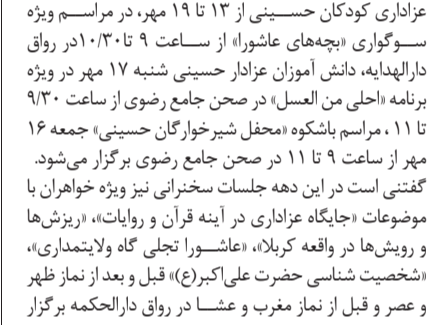 عزاداری کودکان حسینی از ۱۳ تا ۱۹ مهر، در مراسم ویژه
سوگواری «بچه‌های عاشورا» از ساعت ۹ تا۱۰/۳۰در رواق
دارالهدایه، دانش آموزان عزادار حسینی شنبه ۱۷ مهر در ویژه
برنامه «احلی من العسل» در صحن جامع رضوی از ساعت ۹/۳۰
تا ۱۱ ، مراسم باشکوه «محفل شیرخوارگان حسینی» جمعه ۱۶
مهر از ساعت ۹ تا ۱۱ در صحن جامع رضوی برگزار می‌شود.
گفتنی است در این دهه جلسات سخنرانی نیز ویژه خواهران با
موضوعات «جایگاه عزاداری در آینه قرآن و روایات»، «ریزش‌ها
و رویش‌ها در واقعه کربلا»، «عاشورا تجلی گاه ولایتمداری»،
«شخصیت شناسی حضرت علی‌اکبر(ع)» قبل و بعد از نماز ظهر
و عصر و قبل از نماز مغرب و عشا در رواق دارالحکمه برگزار